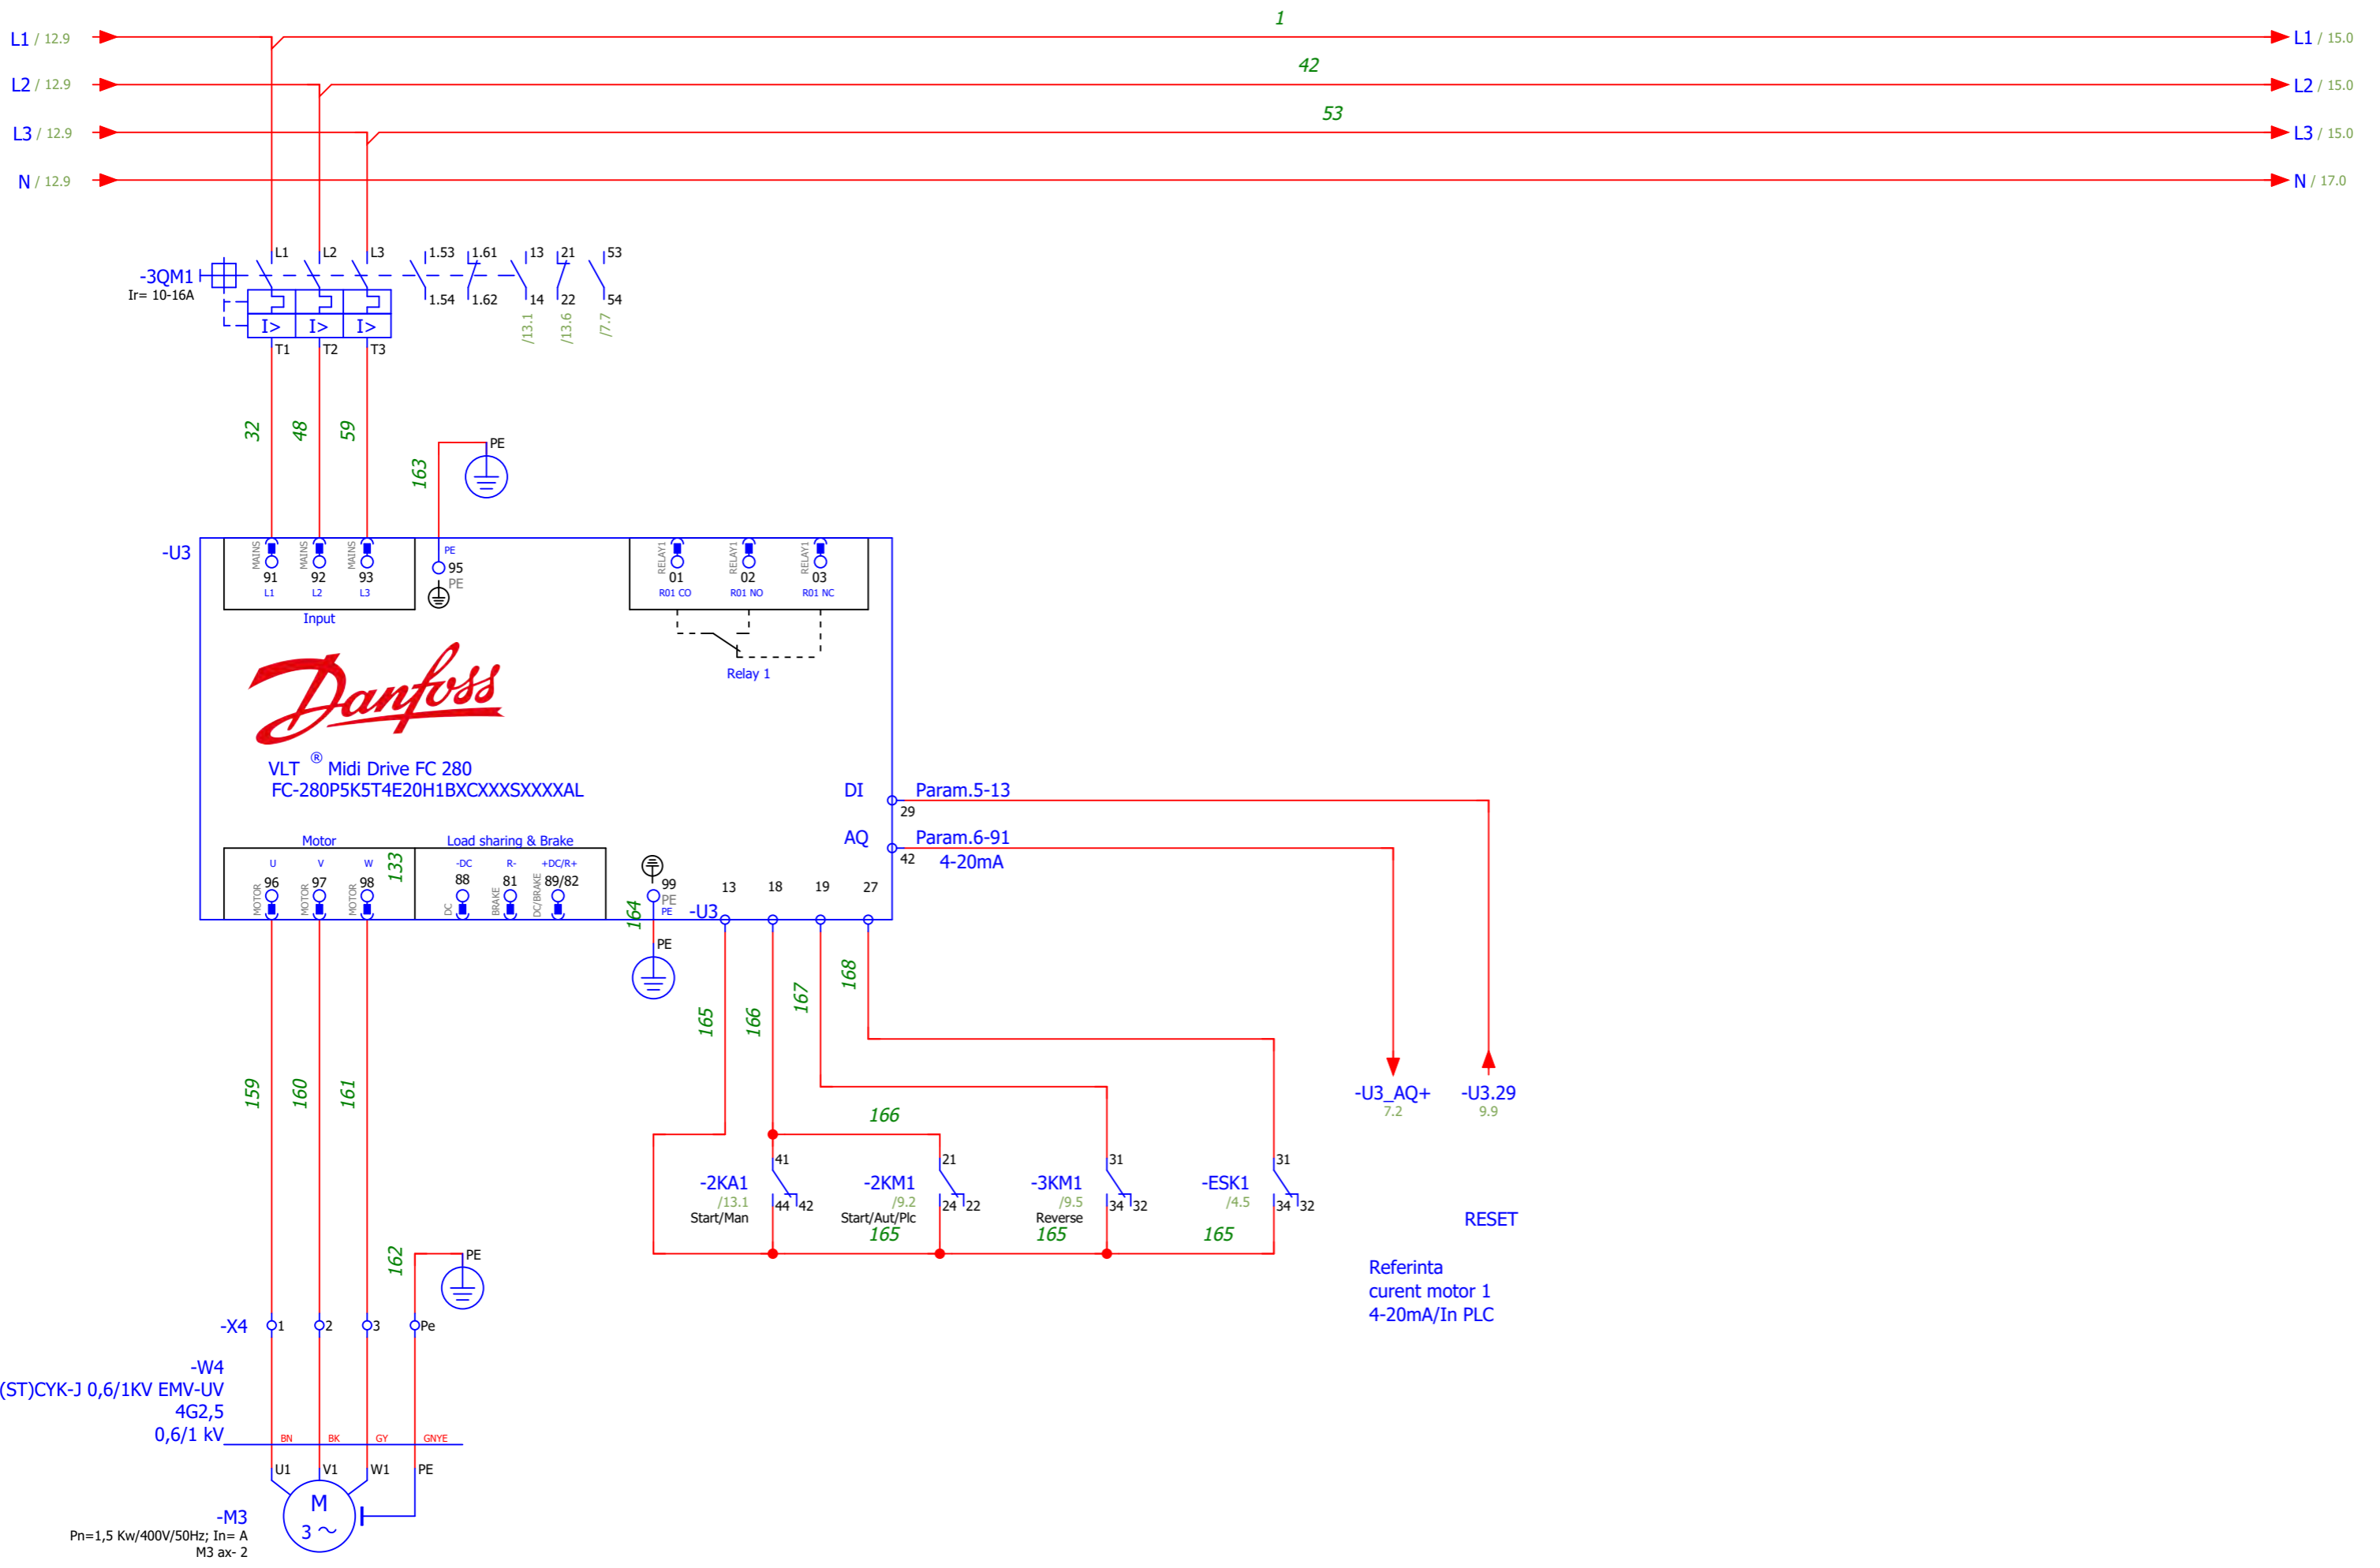 1
L1 / 12.9
L1 / 15.0
42
L2 / 12.9
L2 / 15.0
53
L3 / 12.9
L3 / 15.0
N / 12.9
N / 17.0
L1 L2 L3 1.53 1.61 13 21 53
-3QM1
Ir= 10-16A
1.54 1.62 14 22 54
I> I> I>
/13.1 /13.6 /7.7
T1 T2 T3
32 48 59
PE
163
-U3
MAINS MAINS MAINS
PE
RELAY1 RELAY1 RELAY1
91 92 93
95
PE
01 02 03
L1 L2 L3
R01 CO R01 NO R01 NC
Input
Relay 1
Danfoss
VLT ® Midi Drive FC 280
FC-280P5K5T4E20H1BXCXXXSXXXXAL
DI Param.5-13
29
AQ Param.6-91
42 4-20mA
Motor
Load sharing & Brake
U V W 133
-DC R- +DC/R+
96 97 98
88 81 89/82
MOTOR MOTOR MOTOR
DC BRAKE DC/BRAKE
99
PE
PE
13 18 19 27
-U3
164
PE
165 166 167 168
159 160 161
-U3_AQ+
7.2
-U3.29
9.9
166
41 21 31 31
-2KA1
/13.1
Start/Man
44 42
-2KM1
/9.2
Start/Aut/Plc
24 22
-3KM1
/9.5
Reverse
34 32
-ESK1
/4.5
34 32
165 165 165
RESET
Referinta
curent motor 1
4-20mA/In PLC
162
PE
-X4 1 2 3 Pe
-W4
(ST)CYK-J 0,6/1KV EMV-UV
4G2,5
0,6/1 kV
BN BK GY GNYE
U1 V1 W1 PE
M
3 ~
-M3
Pn=1,5 Kw/400V/50Hz; In= A
M3 ax- 2